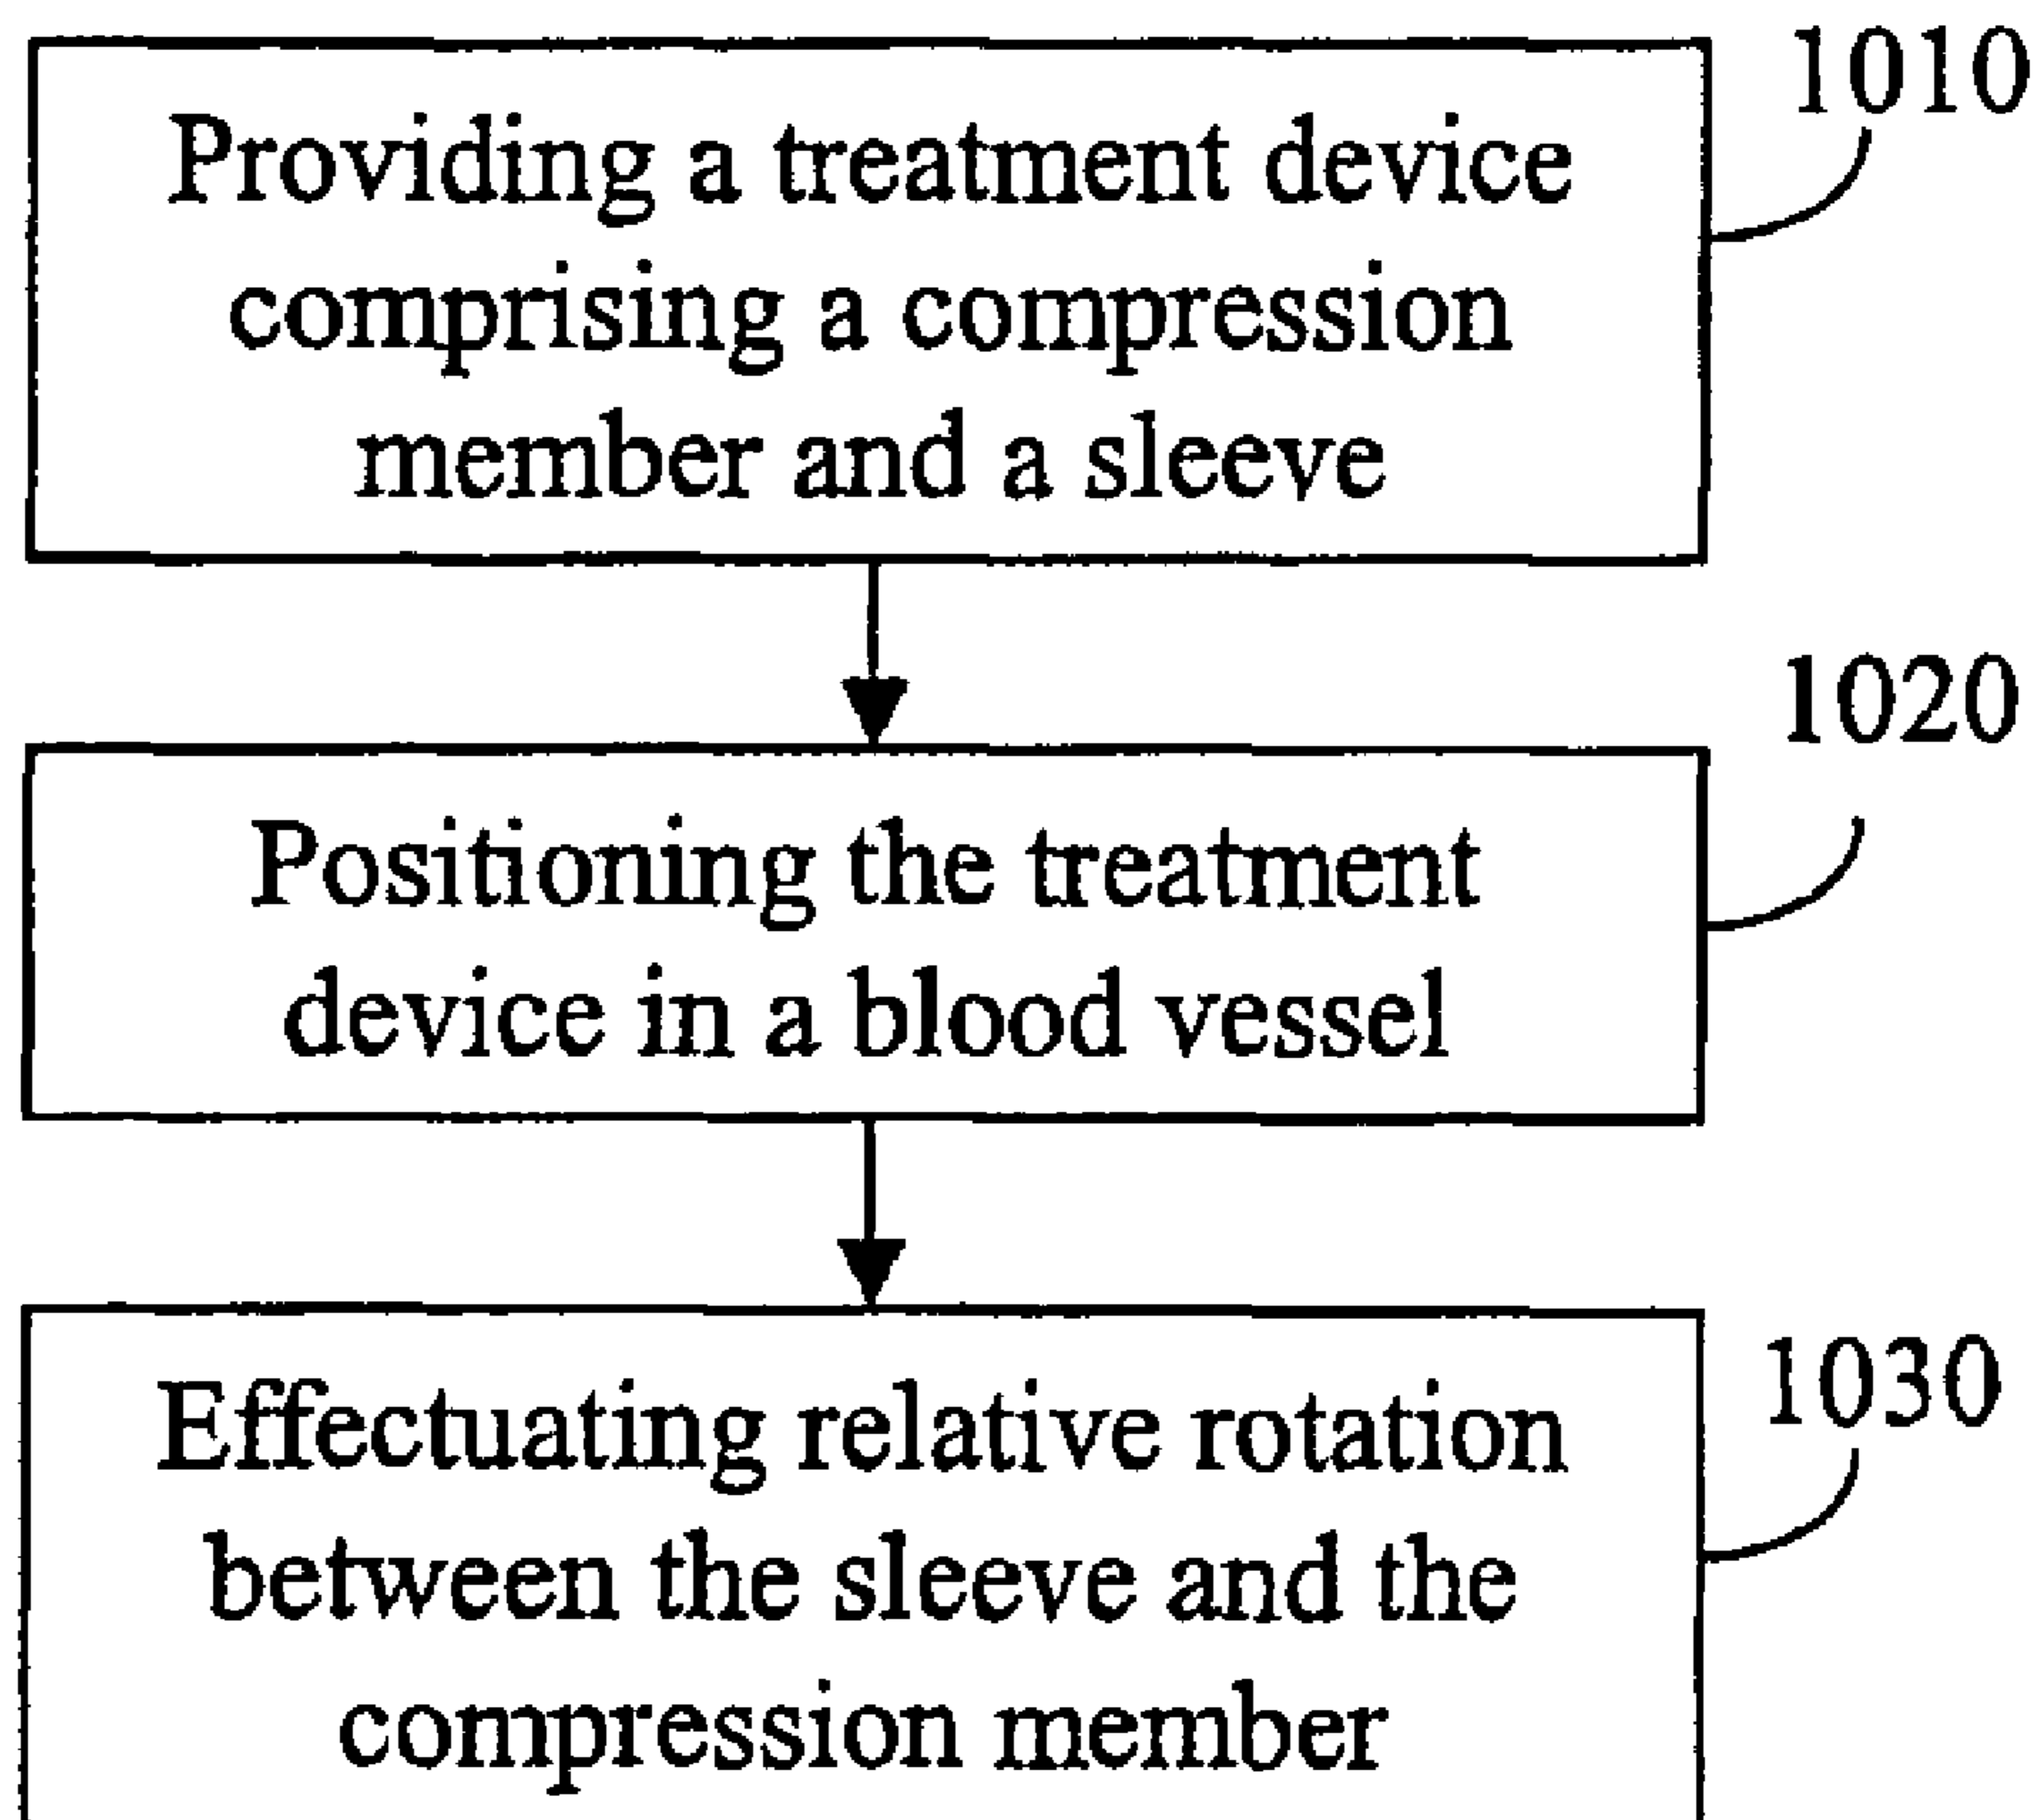 1010
Providing a treatment device
comprising a compression
member and a sleeve
1020
Positioning the treatment
device in a blood vessel
1030
Effectuating relative rotation
between the sleeve and the
compression member